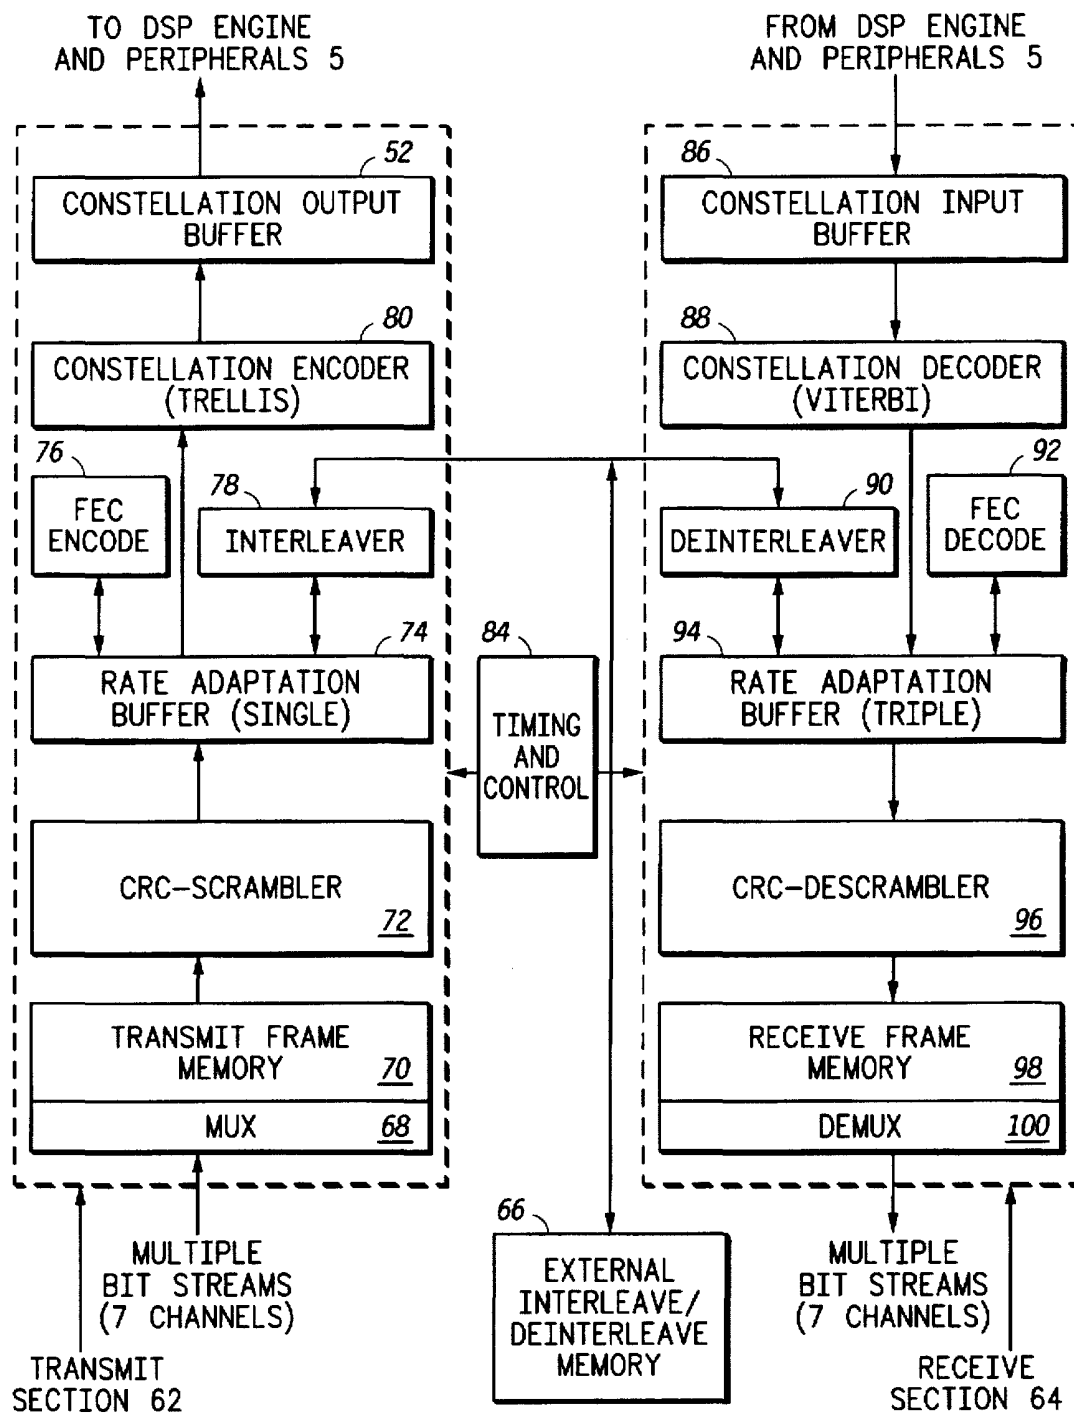 TO DSP ENGINE
AND PERIPHERALS 5
FROM DSP ENGINE
AND PERIPHERALS 5
52
CONSTELLATION OUTPUT
BUFFER
86
CONSTELLATION INPUT
BUFFER
80
CONSTELLATION ENCODER
(TRELLIS)
88
CONSTELLATION DECODER
(VITERBI)
76
FEC
ENCODE
78
INTERLEAVER
90
DEINTERLEAVER
92
FEC
DECODE
74
RATE ADAPTATION
BUFFER (SINGLE)
84
TIMING
AND
CONTROL
94
RATE ADAPTATION
BUFFER (TRIPLE)
CRC-SCRAMBLER
72
CRC-DESCRAMBLER
96
TRANSMIT FRAME
MEMORY 70
MUX 68
RECEIVE FRAME
MEMORY 98
DEMUX 100
MULTIPLE
BIT STREAMS
(7 CHANNELS)
TRANSMIT
SECTION 62
66
EXTERNAL
INTERLEAVE/
DEINTERLEAVE
MEMORY
MULTIPLE
BIT STREAMS
(7 CHANNELS)
RECEIVE
SECTION 64